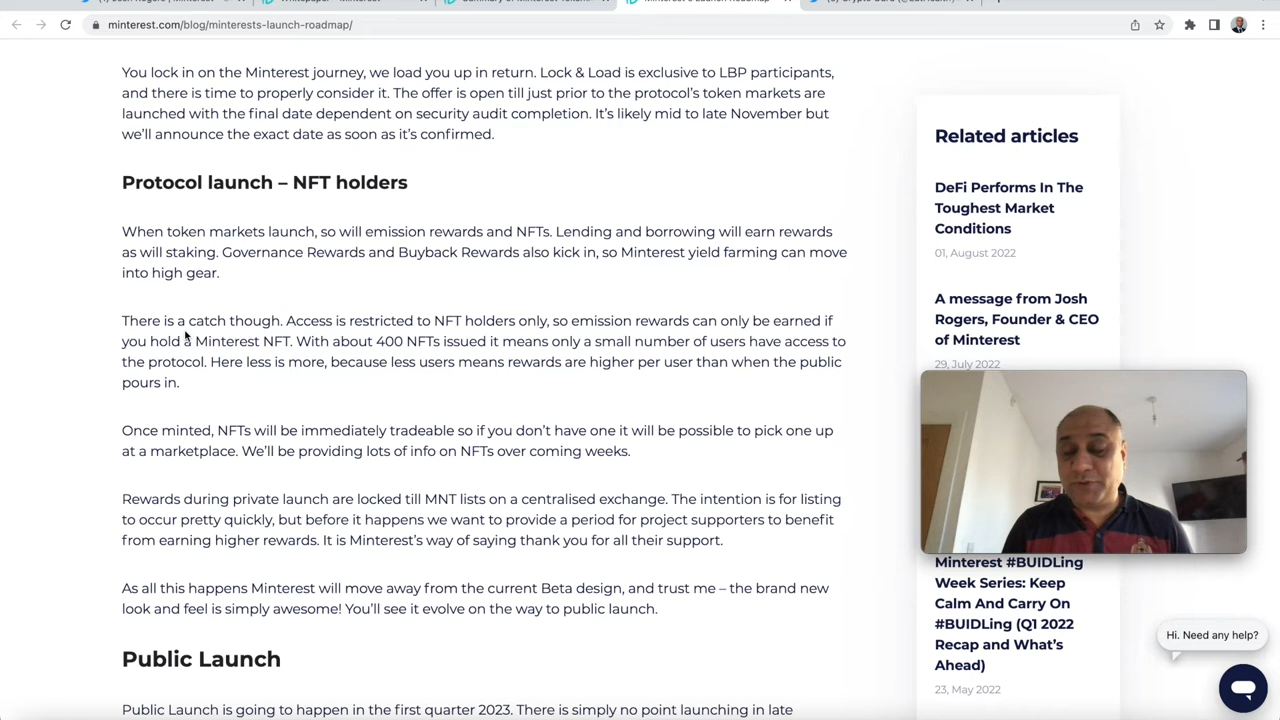 Whitepaper - Minterest
Minterest's Launch Roadmap
minterest.com/blog/minterests-launch-roadmap/
You lock in on the Minterest journey, we load you up in return. Lock & Load is exclusive to LBP participants,
and there is time to properly consider it. The offer is open till just prior to the protocol's token markets are
launched with the final date dependent on security audit completion. It's likely mid to late November but
we'll announce the exact date as soon as it's confirmed.
Protocol launch – NFT holders
When token markets launch, so will emission rewards and NFTs. Lending and borrowing will earn rewards
as will staking. Governance Rewards and Buyback Rewards also kick in, so Minterest yield farming can move
into high gear.
There is a catch though. Access is restricted to NFT holders only, so emission rewards can only be earned if
you hold a Minterest NFT. With about 400 NFTs issued it means only a small number of users have access to
the protocol. Here less is more, because less users means rewards are higher per user than when the public
pours in.
Once minted, NFTs will be immediately tradeable so if you don't have one it will be possible to pick one up
at a marketplace. We'll be providing lots of info on NFTs over coming weeks.
Rewards during private launch are locked till MNT lists on a centralised exchange. The intention is for listing
to occur pretty quickly, but before it happens we want to provide a period for project supporters to benefit
from earning higher rewards. It is Minterest's way of saying thank you for all their support.
As all this happens Minterest will move away from the current Beta design, and trust me – the brand new
look and feel is simply awesome! You'll see it evolve on the way to public launch.
Public Launch
Public Launch is going to happen in the first quarter 2023. There is simply no point launching in late
Related articles
DeFi Performs In The
Toughest Market
Conditions
01, August 2022
A message from Josh
Rogers, Founder & CEO
of Minterest
29, July 2022
Minterest #BUIDLing
Week Series: Keep
Calm And Carry On
#BUIDLing (Q1 2022
Recap and What's
Ahead)
23, May 2022
Hi. Need any help?